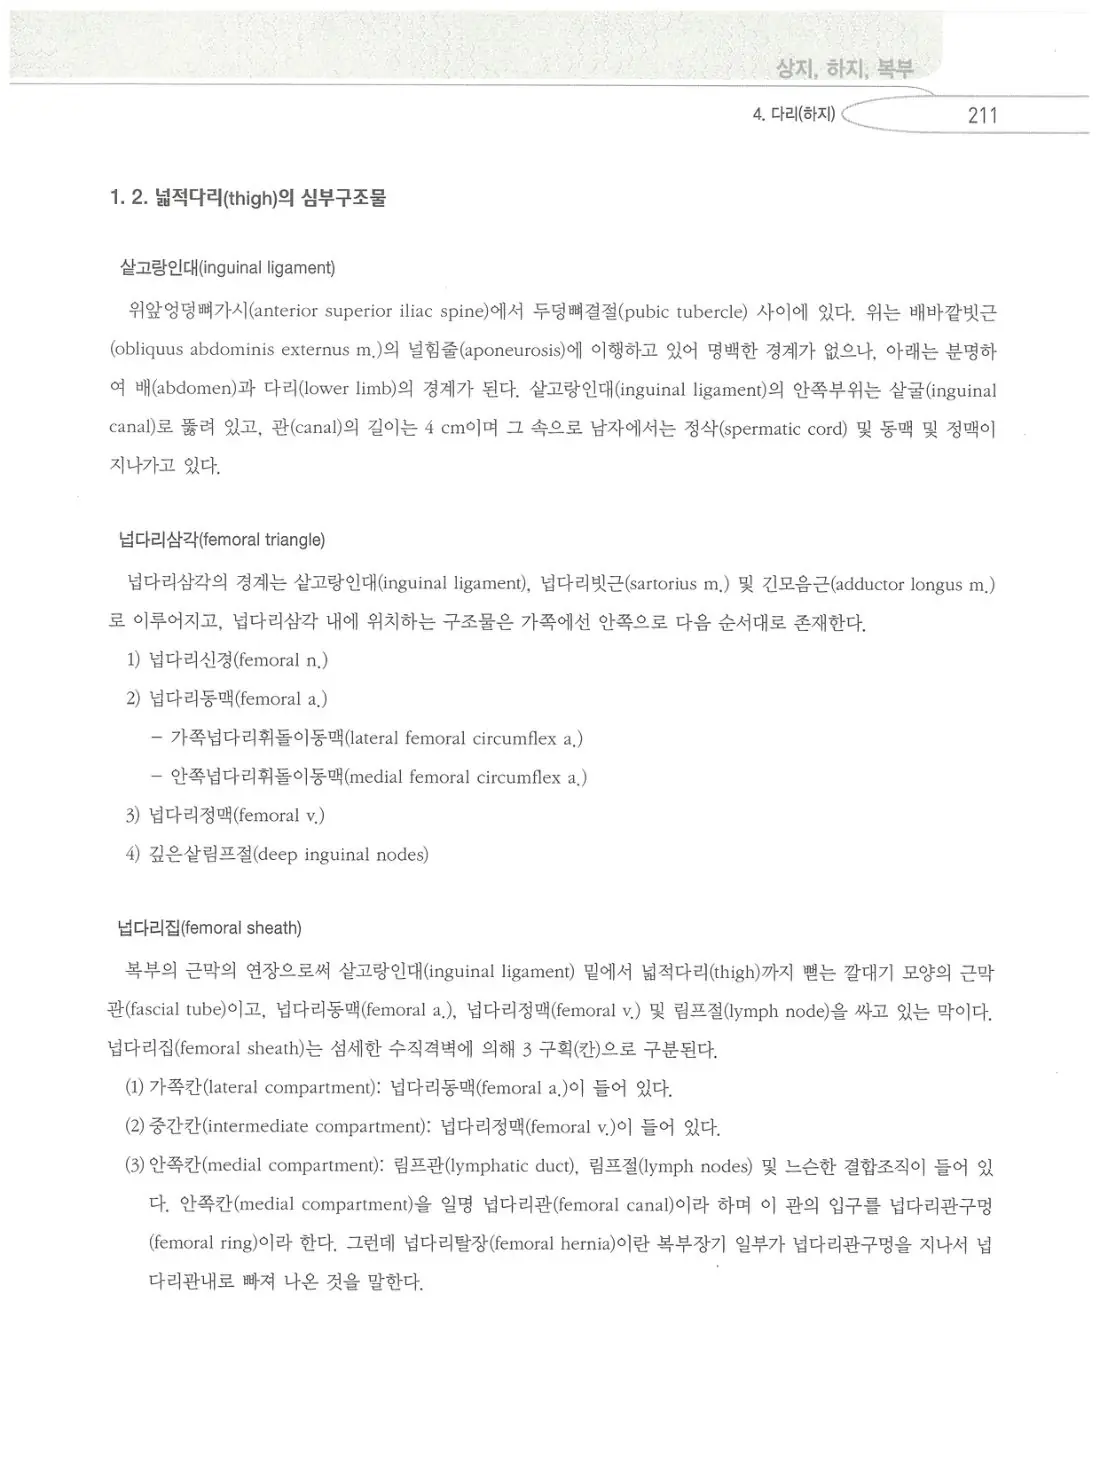 상지, 하지, 복부
4. 다리(하지)
211
1. 2. 넓적다리(thigh)의 심부구조물
샅고랑인대(inguinal ligament)
위앞엉덩뼈가시(anterior superior iliac spine)에서 두덩뼈결절(pubic tubercle) 사이에 있다. 위는 배바깥빗근
(obliquus abdominis externus m.)의 널힘줄(aponeurosis)에 이행하고 있어 명백한 경계가 없으나, 아래는 분명하
여 배(abdomen)과 다리(lower limb)의 경계가 된다. 샅고랑인대(inguinal ligament)의 안쪽부위는 샅굴(inguinal
canal)로 뚫려 있고, 관(canal)의 길이는 4 cm이며 그 속으로 남자에서는 정삭(spermatic cord) 및 동맥 및 정맥이
지나가고 있다.
넙다리삼각(femoral triangle)
넙다리삼각의 경계는 샅고랑인대(inguinal ligament), 넙다리빗근(sartorius m.) 및 긴모음근(adductor longus m.)
로 이루어지고, 넙다리삼각 내에 위치하는 구조물은 가쪽에선 안쪽으로 다음 순서대로 존재한다.
1) 넙다리신경(femoral n.)
2) 넙다리동맥(femoral a.)
– 가쪽넙다리휘돌이동맥(lateral femoral circumflex a.)
– 안쪽넙다리휘돌이동맥(medial femoral circumflex a.)
3) 넙다리정맥(femoral v.)
4) 깊은샅림프절(deep inguinal nodes)
넙다리집(femoral sheath)
복부의 근막의 연장으로써 샅고랑인대(inguinal ligament) 밑에서 넓적다리(thigh)까지 뻗는 깔대기 모양의 근막
관(fascial tube)이고, 넙다리동맥(femoral a.), 넙다리정맥(femoral v.) 및 림프절(lymph node)을 싸고 있는 막이다.
넙다리집(femoral sheath)는 섬세한 수직격벽에 의해 3 구획(칸)으로 구분된다.
(1) 가쪽칸(lateral compartment): 넙다리동맥(femoral a.)이 들어 있다.
(2) 중간칸(intermediate compartment): 넙다리정맥(femoral v.)이 들어 있다.
(3) 안쪽칸(medial compartment): 림프관(lymphatic duct), 림프절(lymph nodes) 및 느슨한 결합조직이 들어 있
다. 안쪽칸(medial compartment)을 일명 넙다리관(femoral canal)이라 하며 이 관의 입구를 넙다리관구멍
(femoral ring)이라 한다. 그런데 넙다리탈장(femoral hernia)이란 복부장기 일부가 넙다리관구멍을 지나서 넙
다리관내로 빠져 나온 것을 말한다.